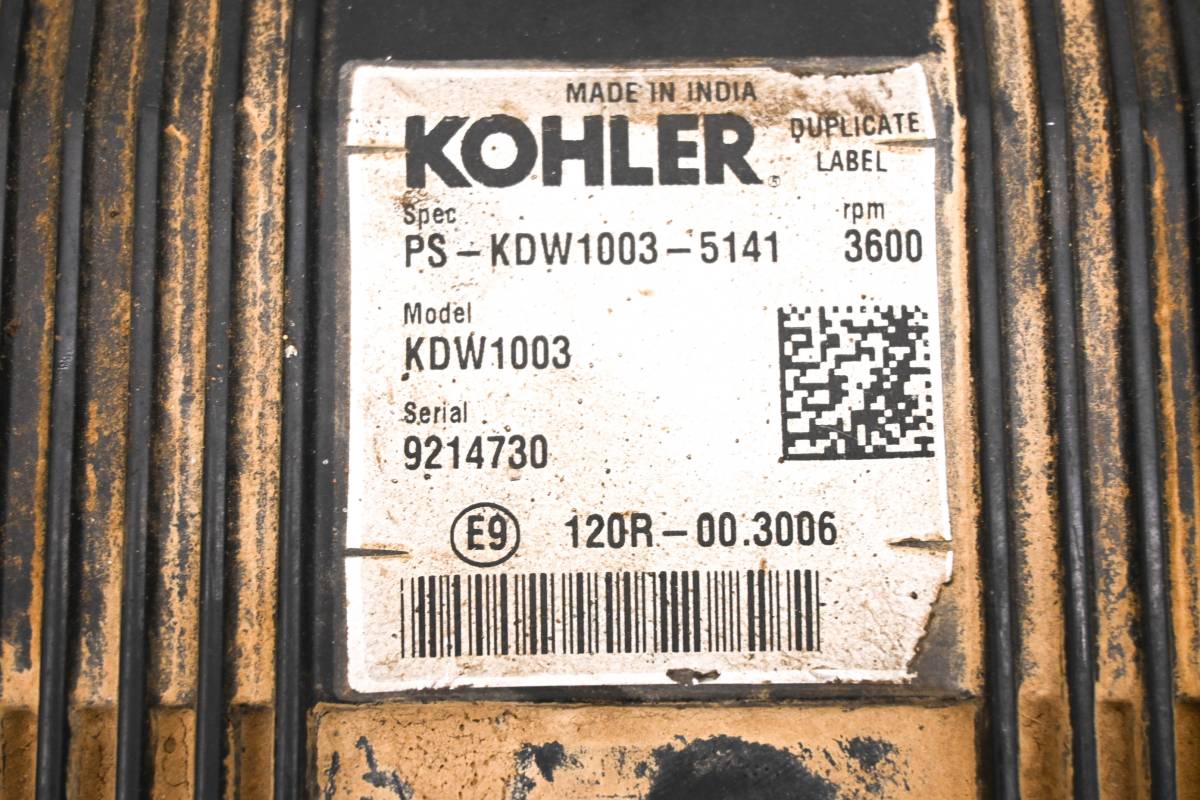 MADE IN INDIA
KOHLER®
DUPLICATE
LABEL
Spec
rpm
PS – KDW1003 – 5141
3600
Model
KDW1003
Serial
9214730
E9
120R – 00.3006